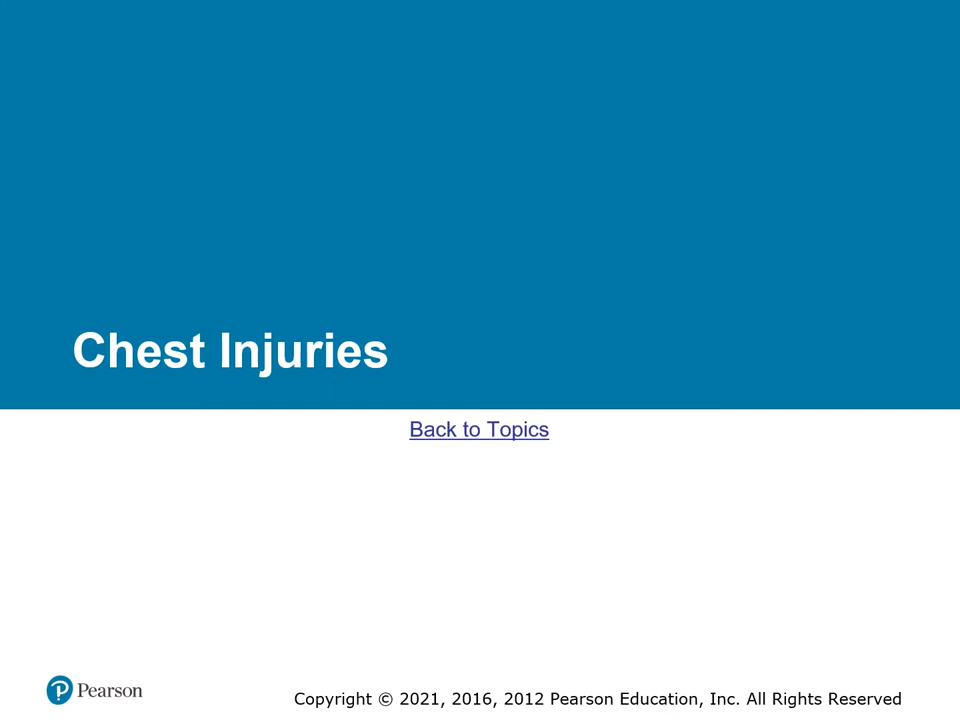 Chest Injuries
Back to Topics
Pearson
Copyright © 2021, 2016, 2012 Pearson Education, Inc. All Rights Reserved